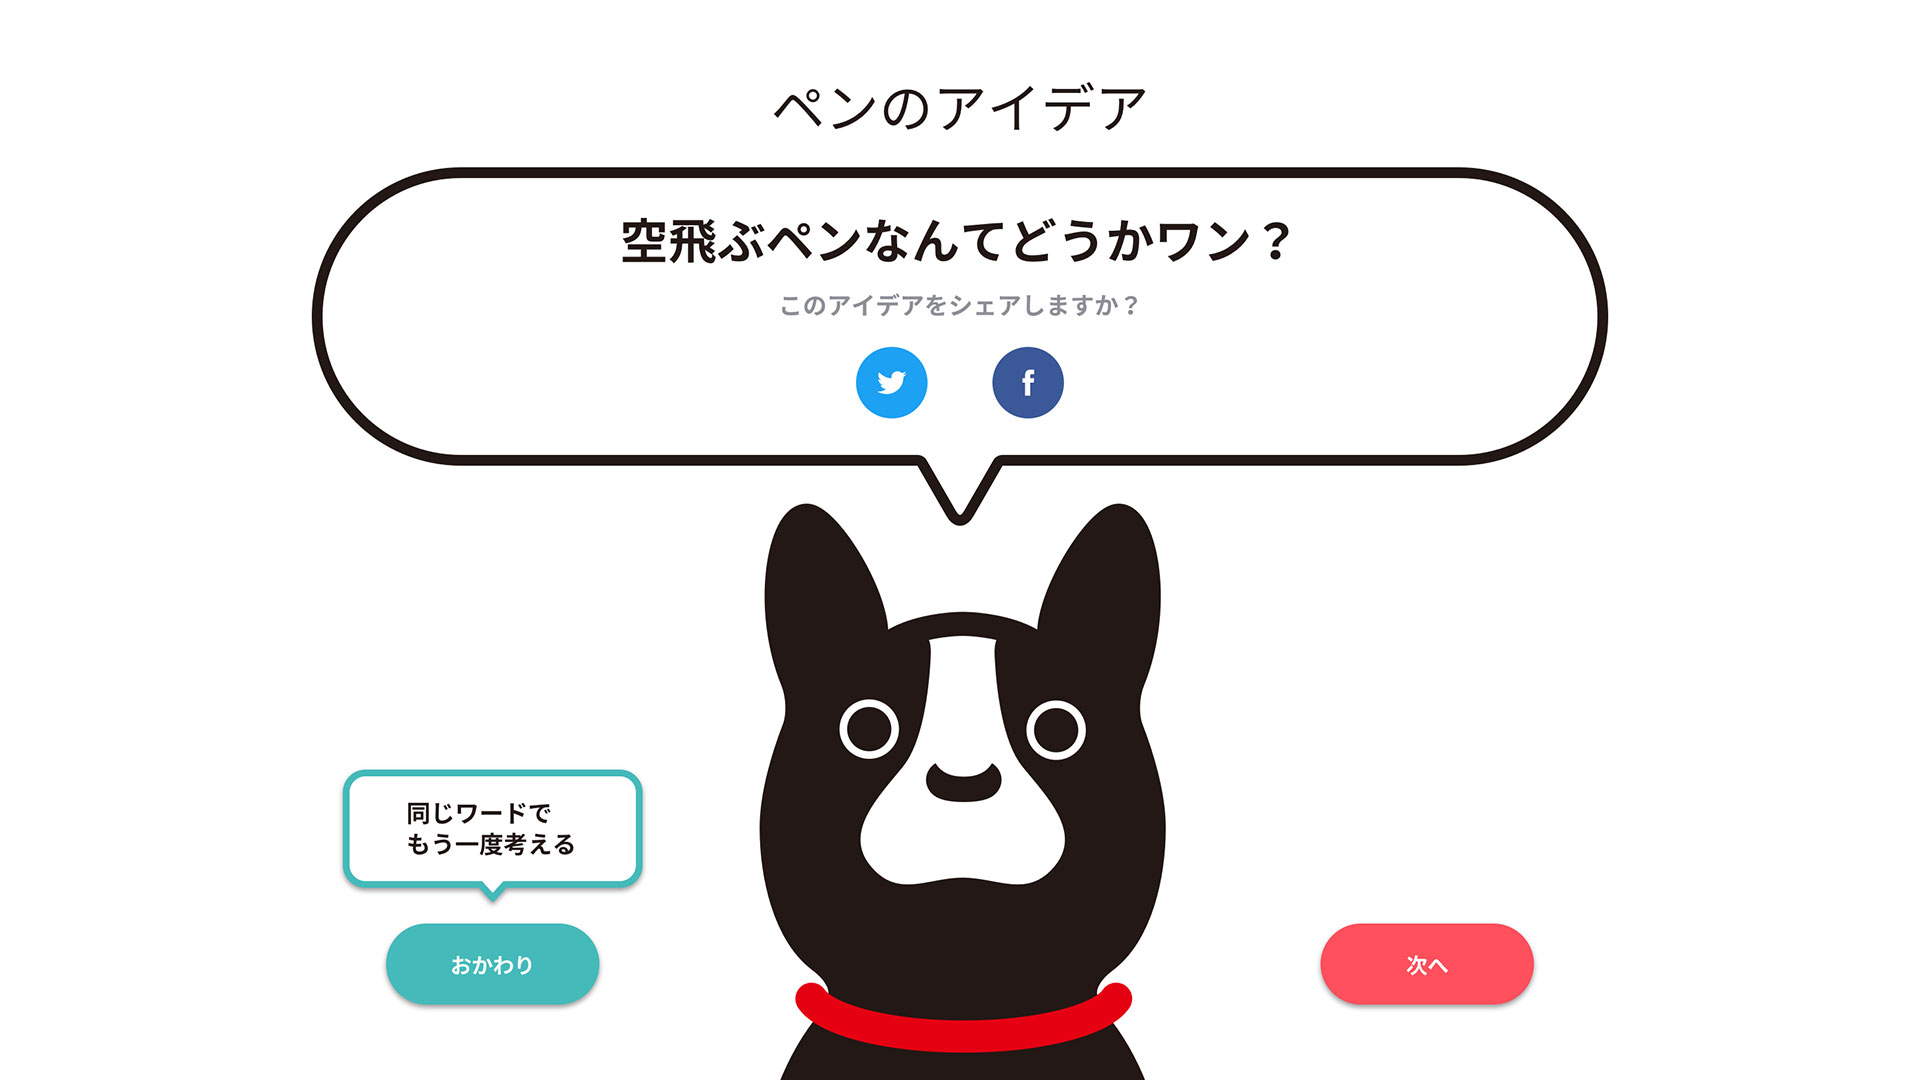 ペンのアイデア
空飛ぶペンなんてどうかワン？
このアイデアをシェアしますか？
同じワードで
もう一度考える
おかわり
次へ